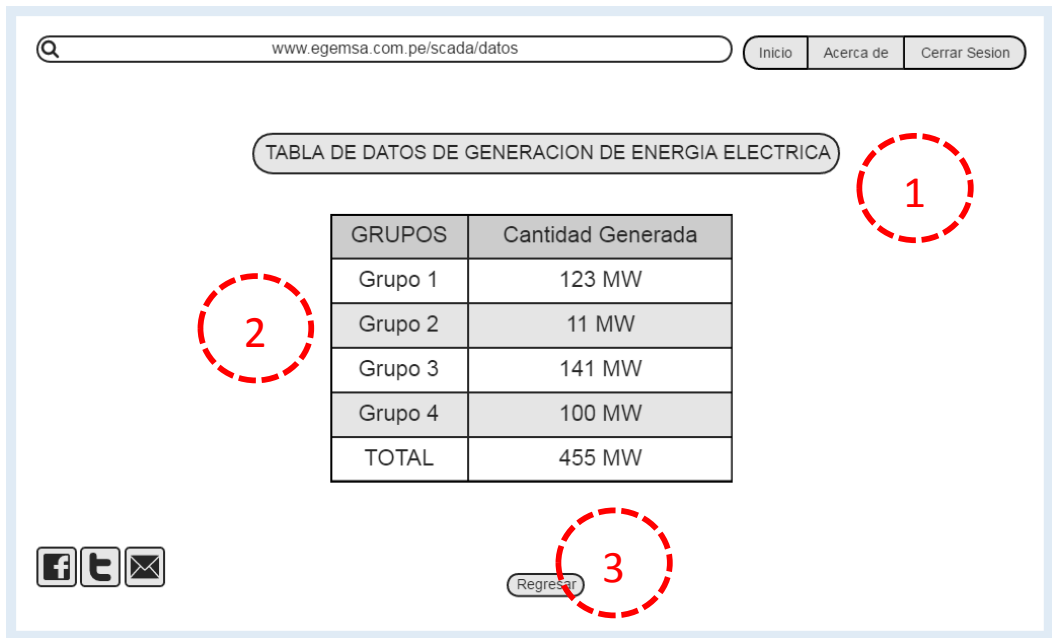 www.egemsa.com.pe/scada/datos
Inicio Acerca de Cerrar Sesion
TABLA DE DATOS DE GENERACION DE ENERGIA ELECTRICA
1
GRUPOS Cantidad Generada
Grupo 1 123 MW
Grupo 2 11 MW
2
Grupo 3 141 MW
Grupo 4 100 MW
TOTAL 455 MW
3
Regresar